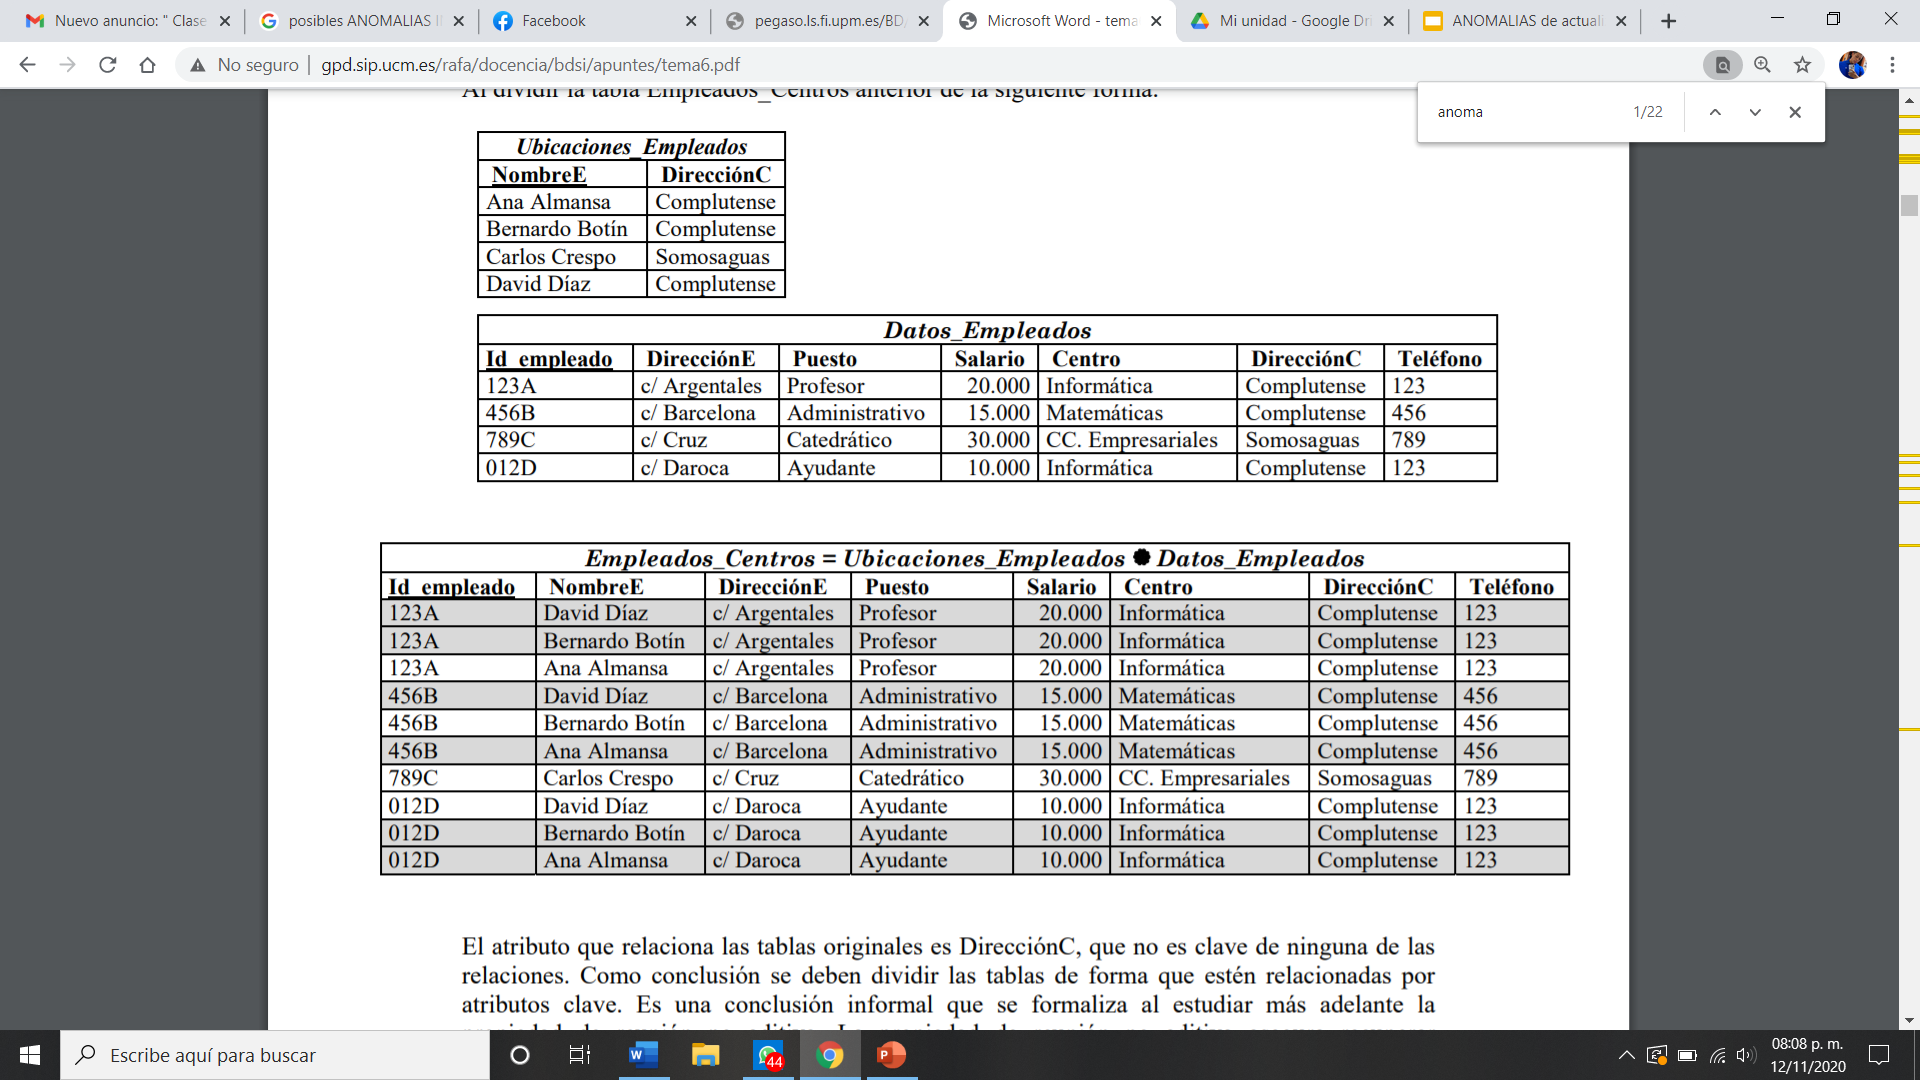 Nuevo anuncio: " Clase
posibles ANOMALIAS II
Facebook
pegaso.ls.fi.upm.es/BD/
Microsoft Word - tema
Mi unidad - Google Dri
ANOMALIAS de actuali
No seguro | gpd.sip.ucm.es/rafa/docencia/bdsi/apuntes/tema6.pdf
anoma 1/22
Al dividir la tabla Empleados_Centros anterior de la siguiente forma:
Ubicaciones_Empleados
NombreE DirecciónC
Ana Almansa Complutense
Bernardo Botín Complutense
Carlos Crespo Somosaguas
David Díaz Complutense
Datos_Empleados
Id_empleado DirecciónE Puesto Salario Centro DirecciónC Teléfono
123A c/ Argentales Profesor 20.000 Informática Complutense 123
456B c/ Barcelona Administrativo 15.000 Matemáticas Complutense 456
789C c/ Cruz Catedrático 30.000 CC. Empresariales Somosaguas 789
012D c/ Daroca Ayudante 10.000 Informática Complutense 123
Empleados_Centros = Ubicaciones_Empleados ● Datos_Empleados
Id_empleado NombreE DirecciónE Puesto Salario Centro DirecciónC Teléfono
123A David Díaz c/ Argentales Profesor 20.000 Informática Complutense 123
123A Bernardo Botín c/ Argentales Profesor 20.000 Informática Complutense 123
123A Ana Almansa c/ Argentales Profesor 20.000 Informática Complutense 123
456B David Díaz c/ Barcelona Administrativo 15.000 Matemáticas Complutense 456
456B Bernardo Botín c/ Barcelona Administrativo 15.000 Matemáticas Complutense 456
456B Ana Almansa c/ Barcelona Administrativo 15.000 Matemáticas Complutense 456
789C Carlos Crespo c/ Cruz Catedrático 30.000 CC. Empresariales Somosaguas 789
012D David Díaz c/ Daroca Ayudante 10.000 Informática Complutense 123
012D Bernardo Botín c/ Daroca Ayudante 10.000 Informática Complutense 123
012D Ana Almansa c/ Daroca Ayudante 10.000 Informática Complutense 123
El atributo que relaciona las tablas originales es DirecciónC, que no es clave de ninguna de las
relaciones. Como conclusión se deben dividir las tablas de forma que estén relacionadas por
atributos clave. Es una conclusión informal que se formaliza al estudiar más adelante la
Escribe aquí para buscar
44
08:08 p. m.
12/11/2020